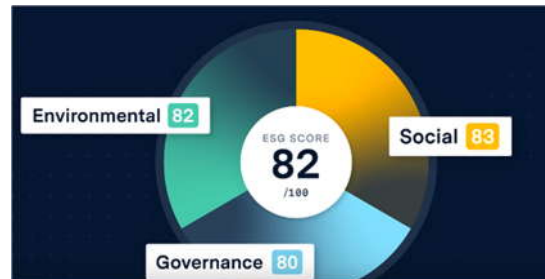 Environmental 82
ESG SCORE
82
/100
Social 83
Governance 80